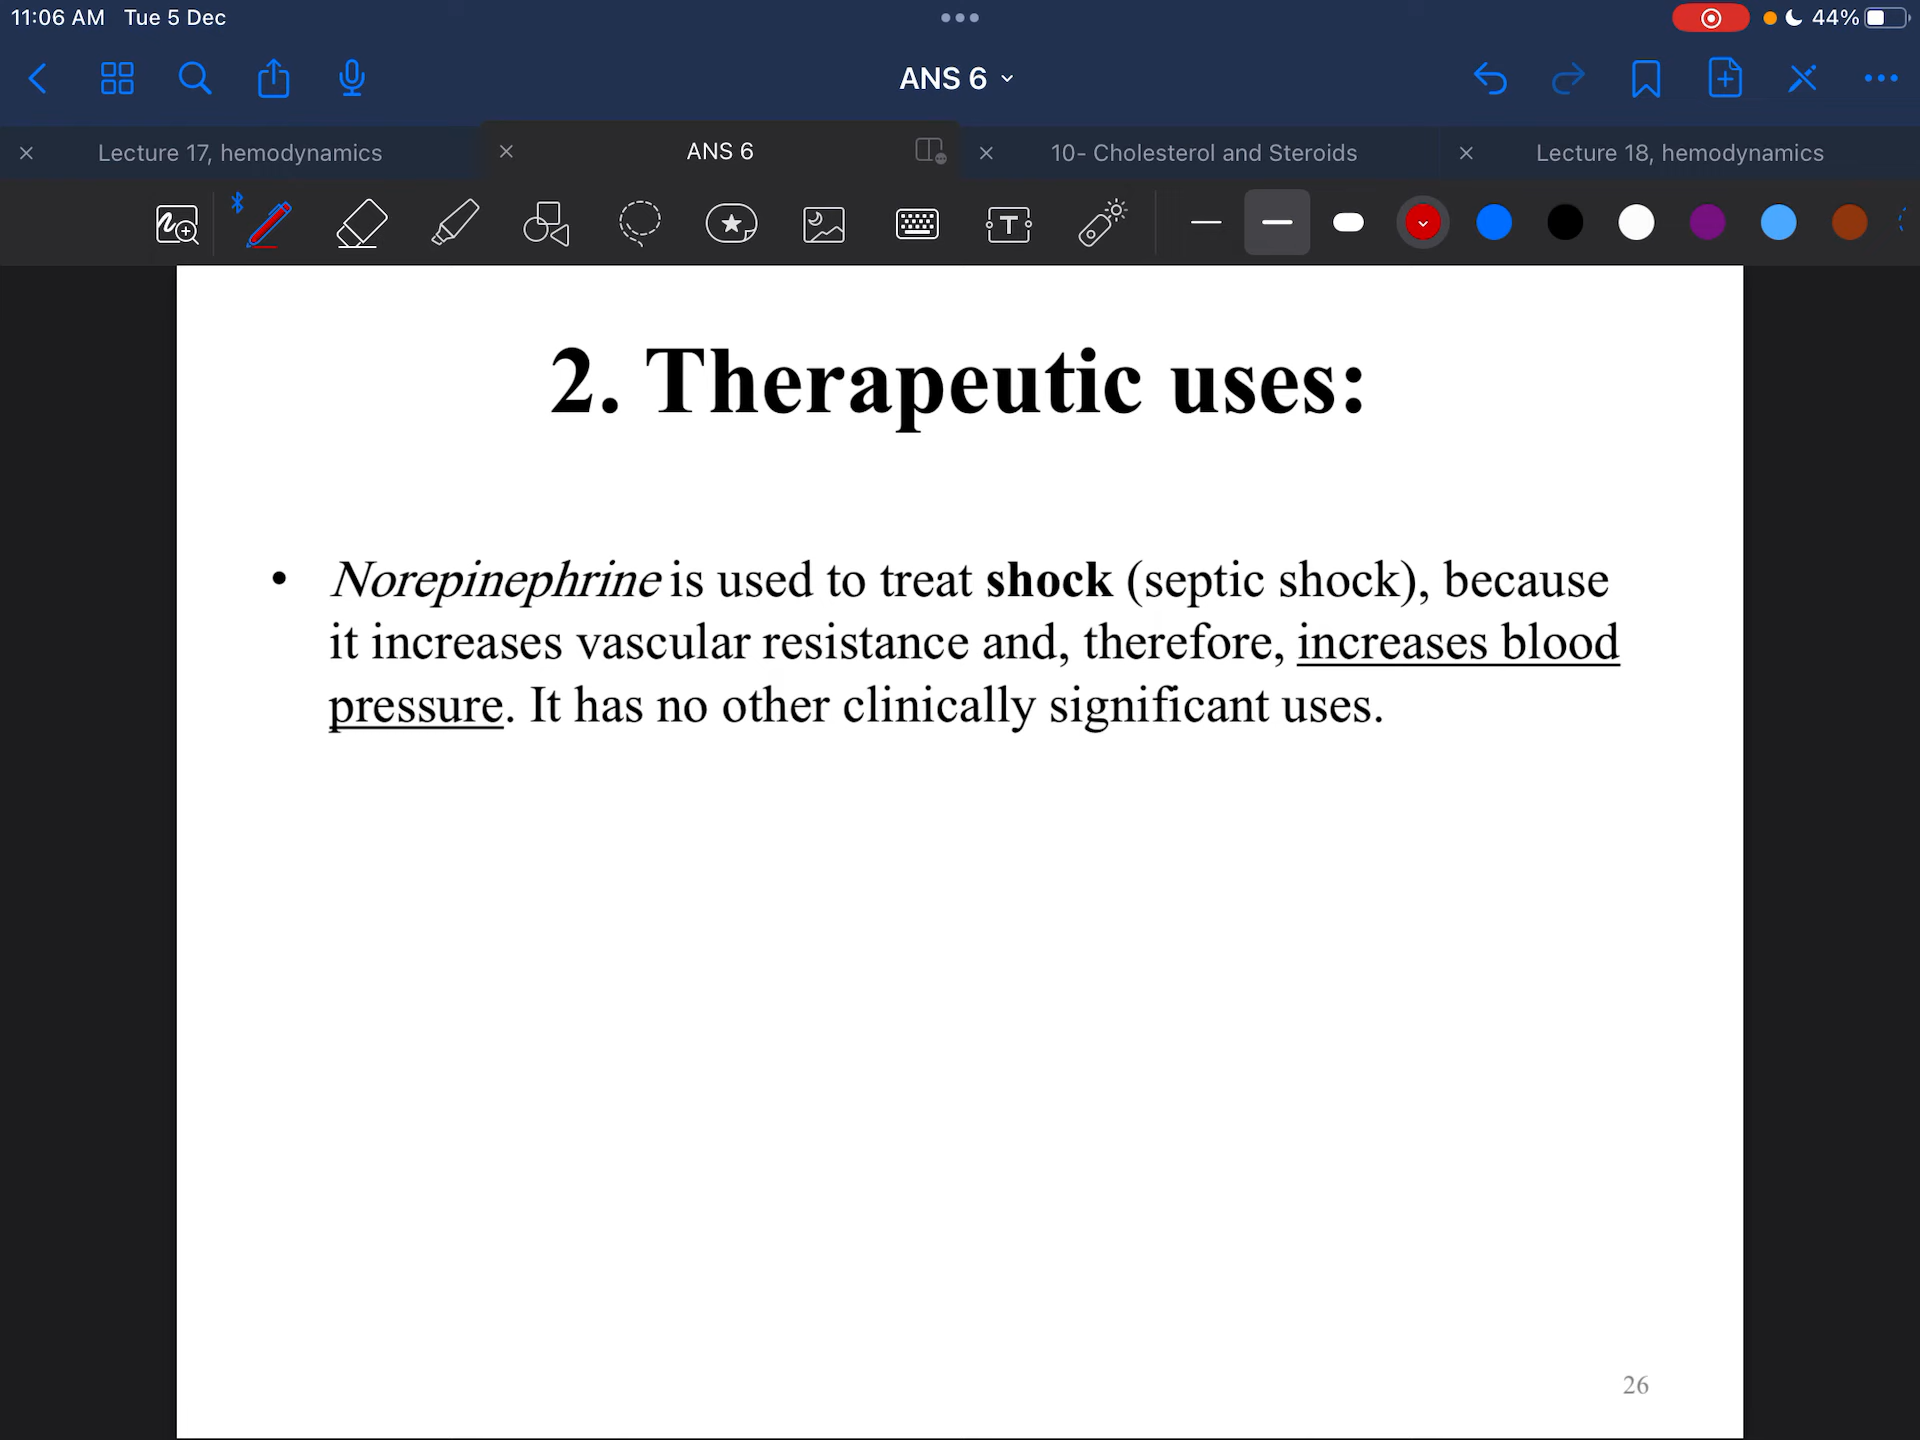 11:06 AM Tue 5 Dec
44%
ANS 6
Lecture 17, hemodynamics
ANS 6
10- Cholesterol and Steroids
Lecture 18, hemodynamics
T
2. Therapeutic uses:
• Norepinephrine is used to treat shock (septic shock), because
it increases vascular resistance and, therefore, increases blood
pressure. It has no other clinically significant uses.
26